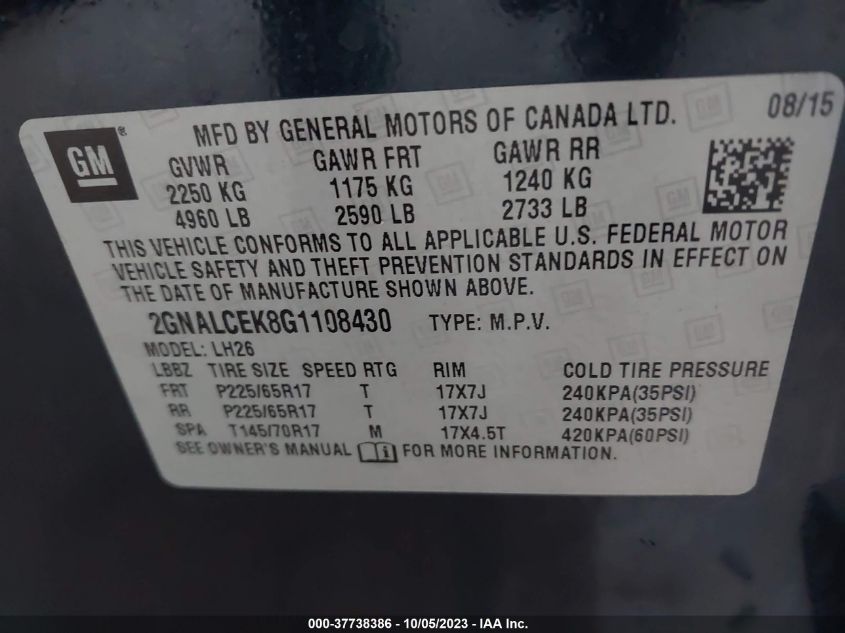 GM ® MFD BY GENERAL MOTORS OF CANADA LTD. 08/15
GVWR GAWR FRT GAWR RR
2250 KG 1175 KG 1240 KG
4960 LB 2590 LB 2733 LB
THIS VEHICLE CONFORMS TO ALL APPLICABLE U.S. FEDERAL MOTOR
VEHICLE SAFETY AND THEFT PREVENTION STANDARDS IN EFFECT ON
THE DATE OF MANUFACTURE SHOWN ABOVE.
2GNALCEK8G1108430 TYPE: M.P.V.
MODEL: LH26
LBBZ TIRE SIZE SPEED RTG RIM COLD TIRE PRESSURE
FRT P225/65R17 T 17X7J 240KPA(35PSI)
RR P225/65R17 T 17X7J 240KPA(35PSI)
SPA T145/70R17 M 17X4.5T 420KPA(60PSI)
SEE OWNER'S MANUAL FOR MORE INFORMATION.
000-37738386 - 10/05/2023 - IAA Inc.